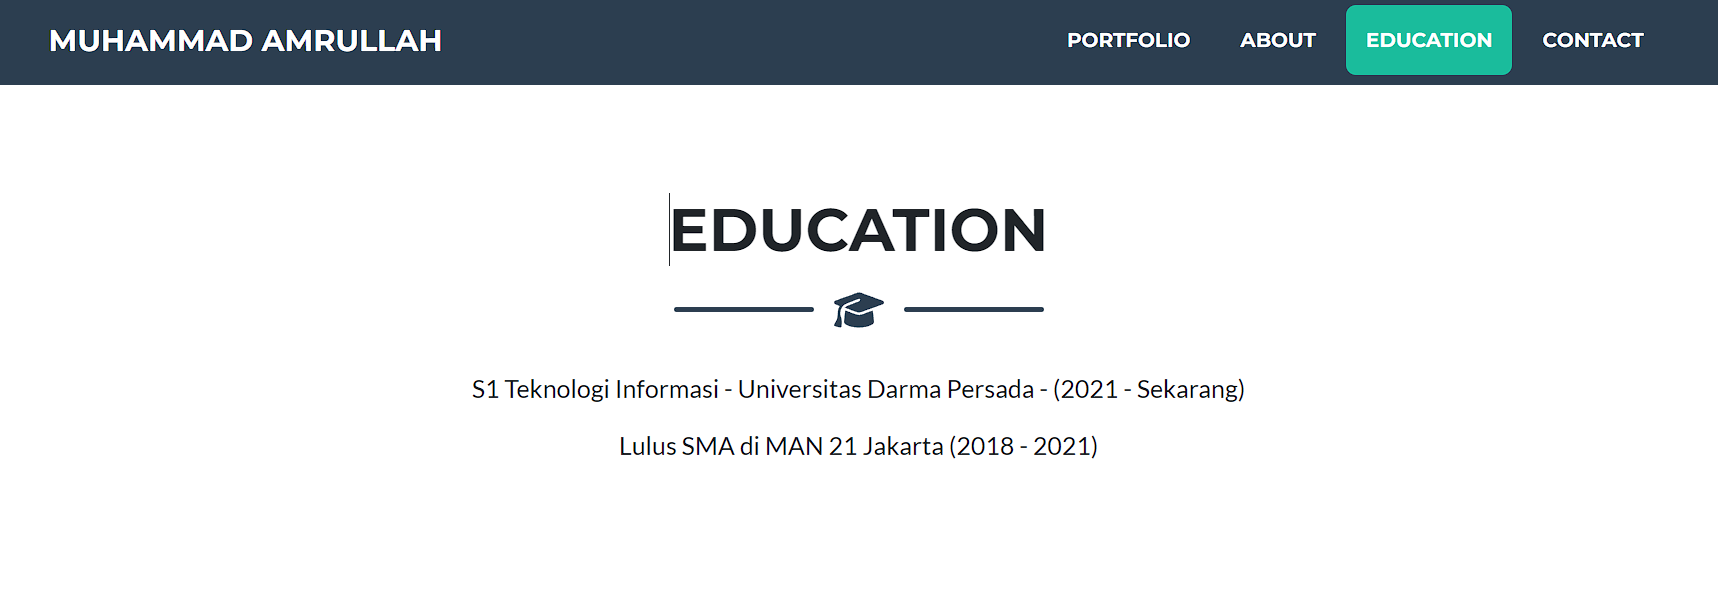 MUHAMMAD AMRULLAH
PORTFOLIO ABOUT EDUCATION CONTACT
EDUCATION
S1 Teknologi Informasi - Universitas Darma Persada - (2021 - Sekarang)
Lulus SMA di MAN 21 Jakarta (2018 - 2021)